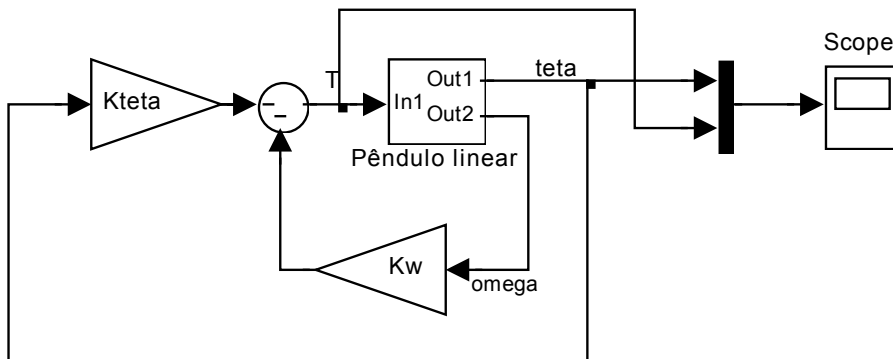 Scope
T
teta
Out1
Kteta
In1
Out2
Pêndulo linear
Kw
omega